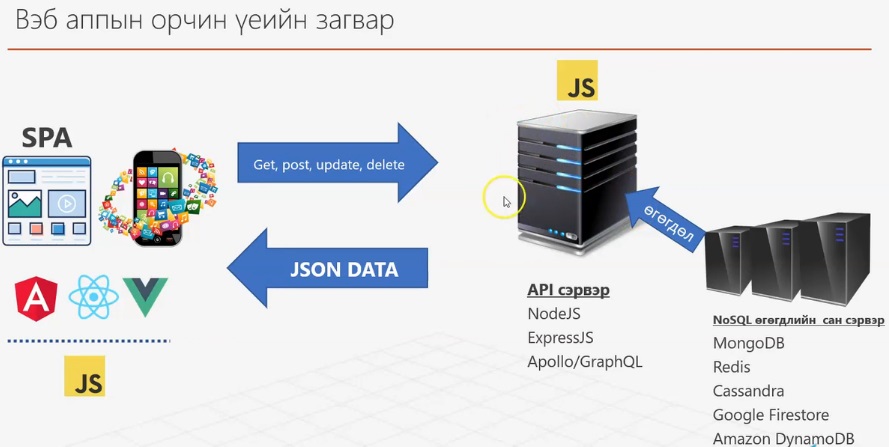 Вэб аппын орчин үеийн загвар
JS
SPA
Get, post, update, delete
өгөгдөл
JSON DATA
API сэрвэр
NodeJS
ExpressJS
Apollo/GraphQL
NoSQL өгөгдлийн сан сэрвэр
MongoDB
Redis
Cassandra
Google Firestore
Amazon DynamoDB
A
JS